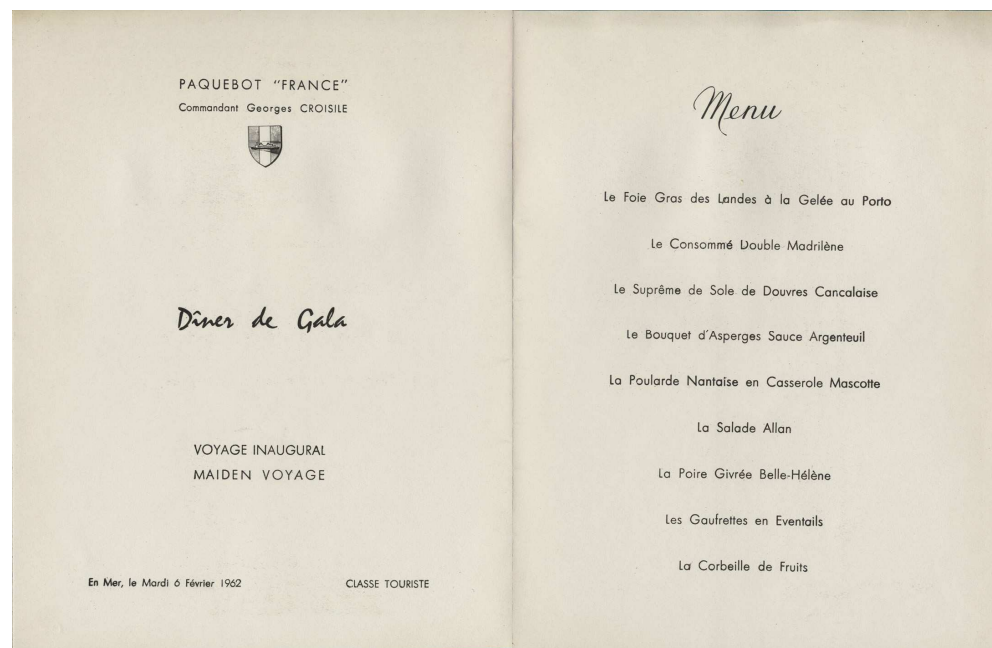 PAQUEBOT "FRANCE"
Commandant Georges CROISILE
Dîner de Gala
VOYAGE INAUGURAL
MAIDEN VOYAGE
En Mer, le Mardi 6 Février 1962
CLASSE TOURISTE
Menu
Le Foie Gras des Landes à la Gelée au Porto
Le Consommé Double Madrilène
Le Suprême de Sole de Douvres Cancalaise
Le Bouquet d'Asperges Sauce Argenteuil
La Poularde Nantaise en Casserole Mascotte
La Salade Allan
La Poire Givrée Belle-Hélène
Les Gaufrettes en Eventails
La Corbeille de Fruits